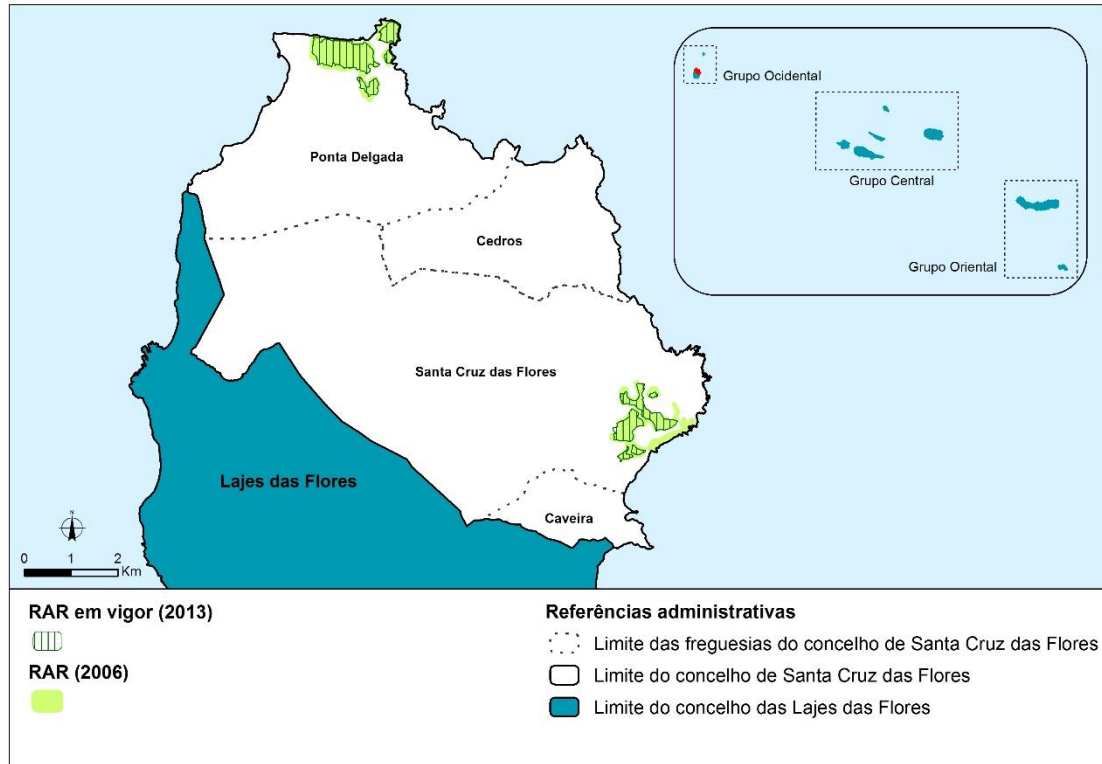 Grupo Ocidental
Grupo Central
Grupo Oriental
Ponta Delgada
Cedros
Santa Cruz das Flores
Lajes das Flores
Caveira
N
0 1 2
Km
RAR em vigor (2013)
RAR (2006)
Referências administrativas
Limite das freguesias do concelho de Santa Cruz das Flores
Limite do concelho de Santa Cruz das Flores
Limite do concelho das Lajes das Flores